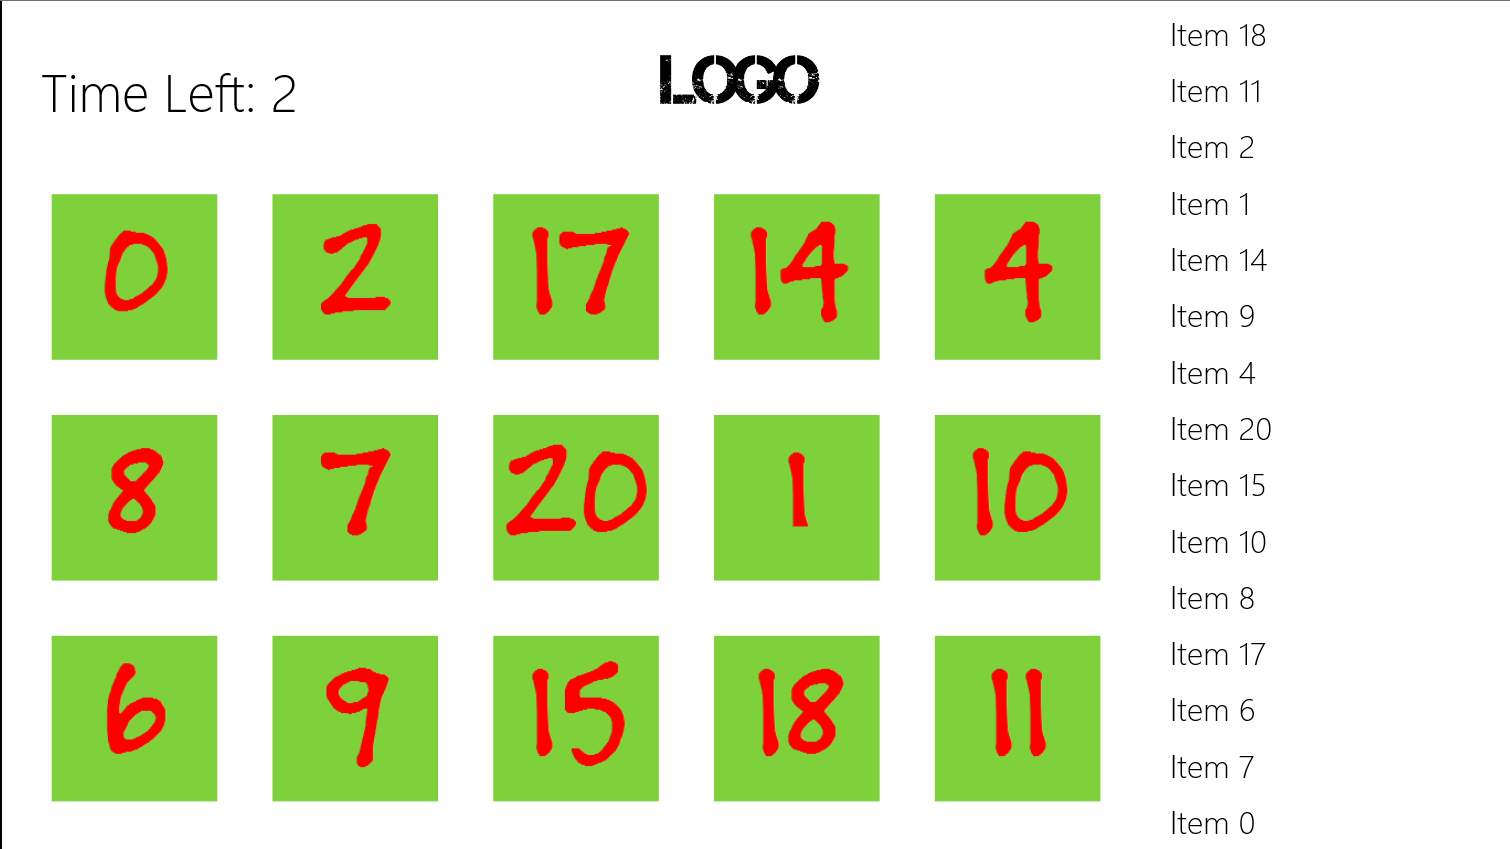 Time Left: 2
LOGO
0 2 17 14 4
8 7 20 1 10
6 9 15 18 11
Item 18
Item 11
Item 2
Item 1
Item 14
Item 9
Item 4
Item 20
Item 15
Item 10
Item 8
Item 17
Item 6
Item 7
Item 0